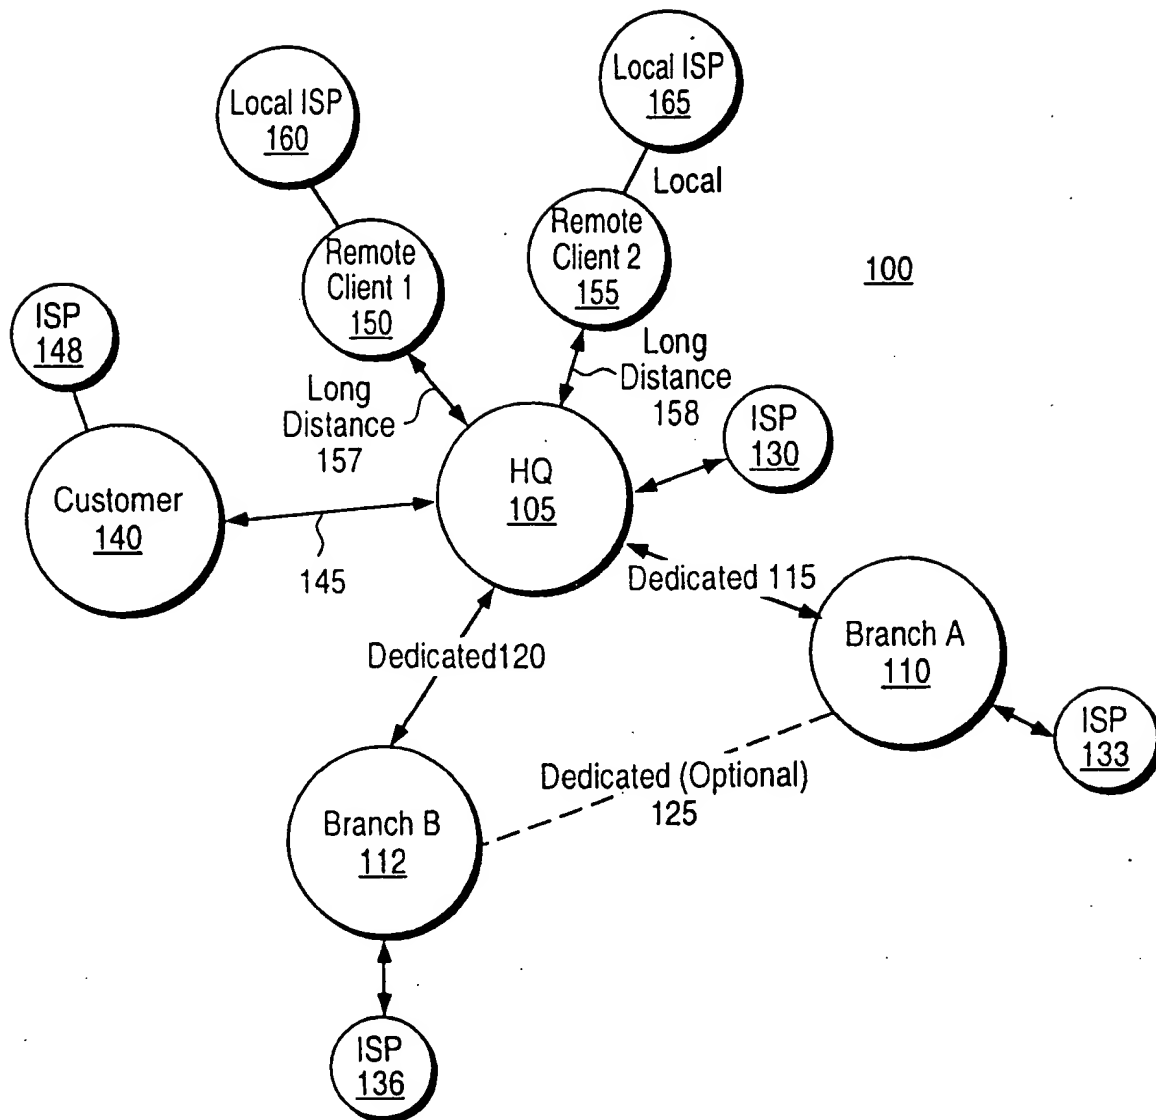 Local ISP
160
Local ISP
165
Local
Remote
Client 1
150
Remote
Client 2
155
100
ISP
148
Long
Distance
157
Long
Distance
158
ISP
130
HQ
105
Customer
140
145
Dedicated 115
Branch A
110
Dedicated120
ISP
133
Dedicated (Optional)
125
Branch B
112
ISP
136